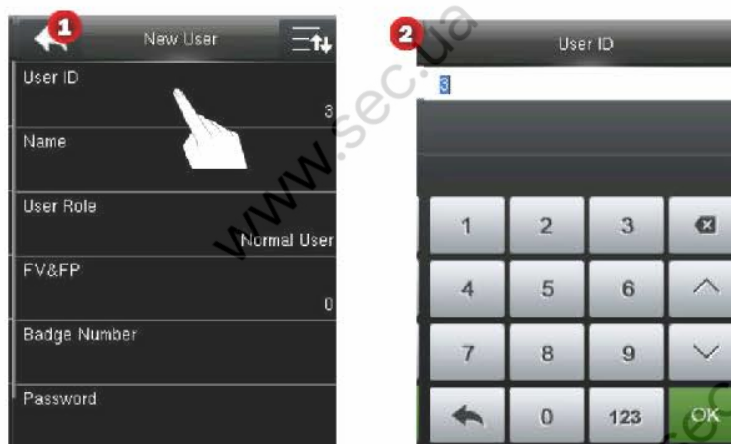 1
New User
User ID
3
Name
User Role
Normal User
FV&FP
0
Badge Number
Password
2
User ID
3
1 2 3
4 5 6
7 8 9
0 123 OK
www.sec.ua